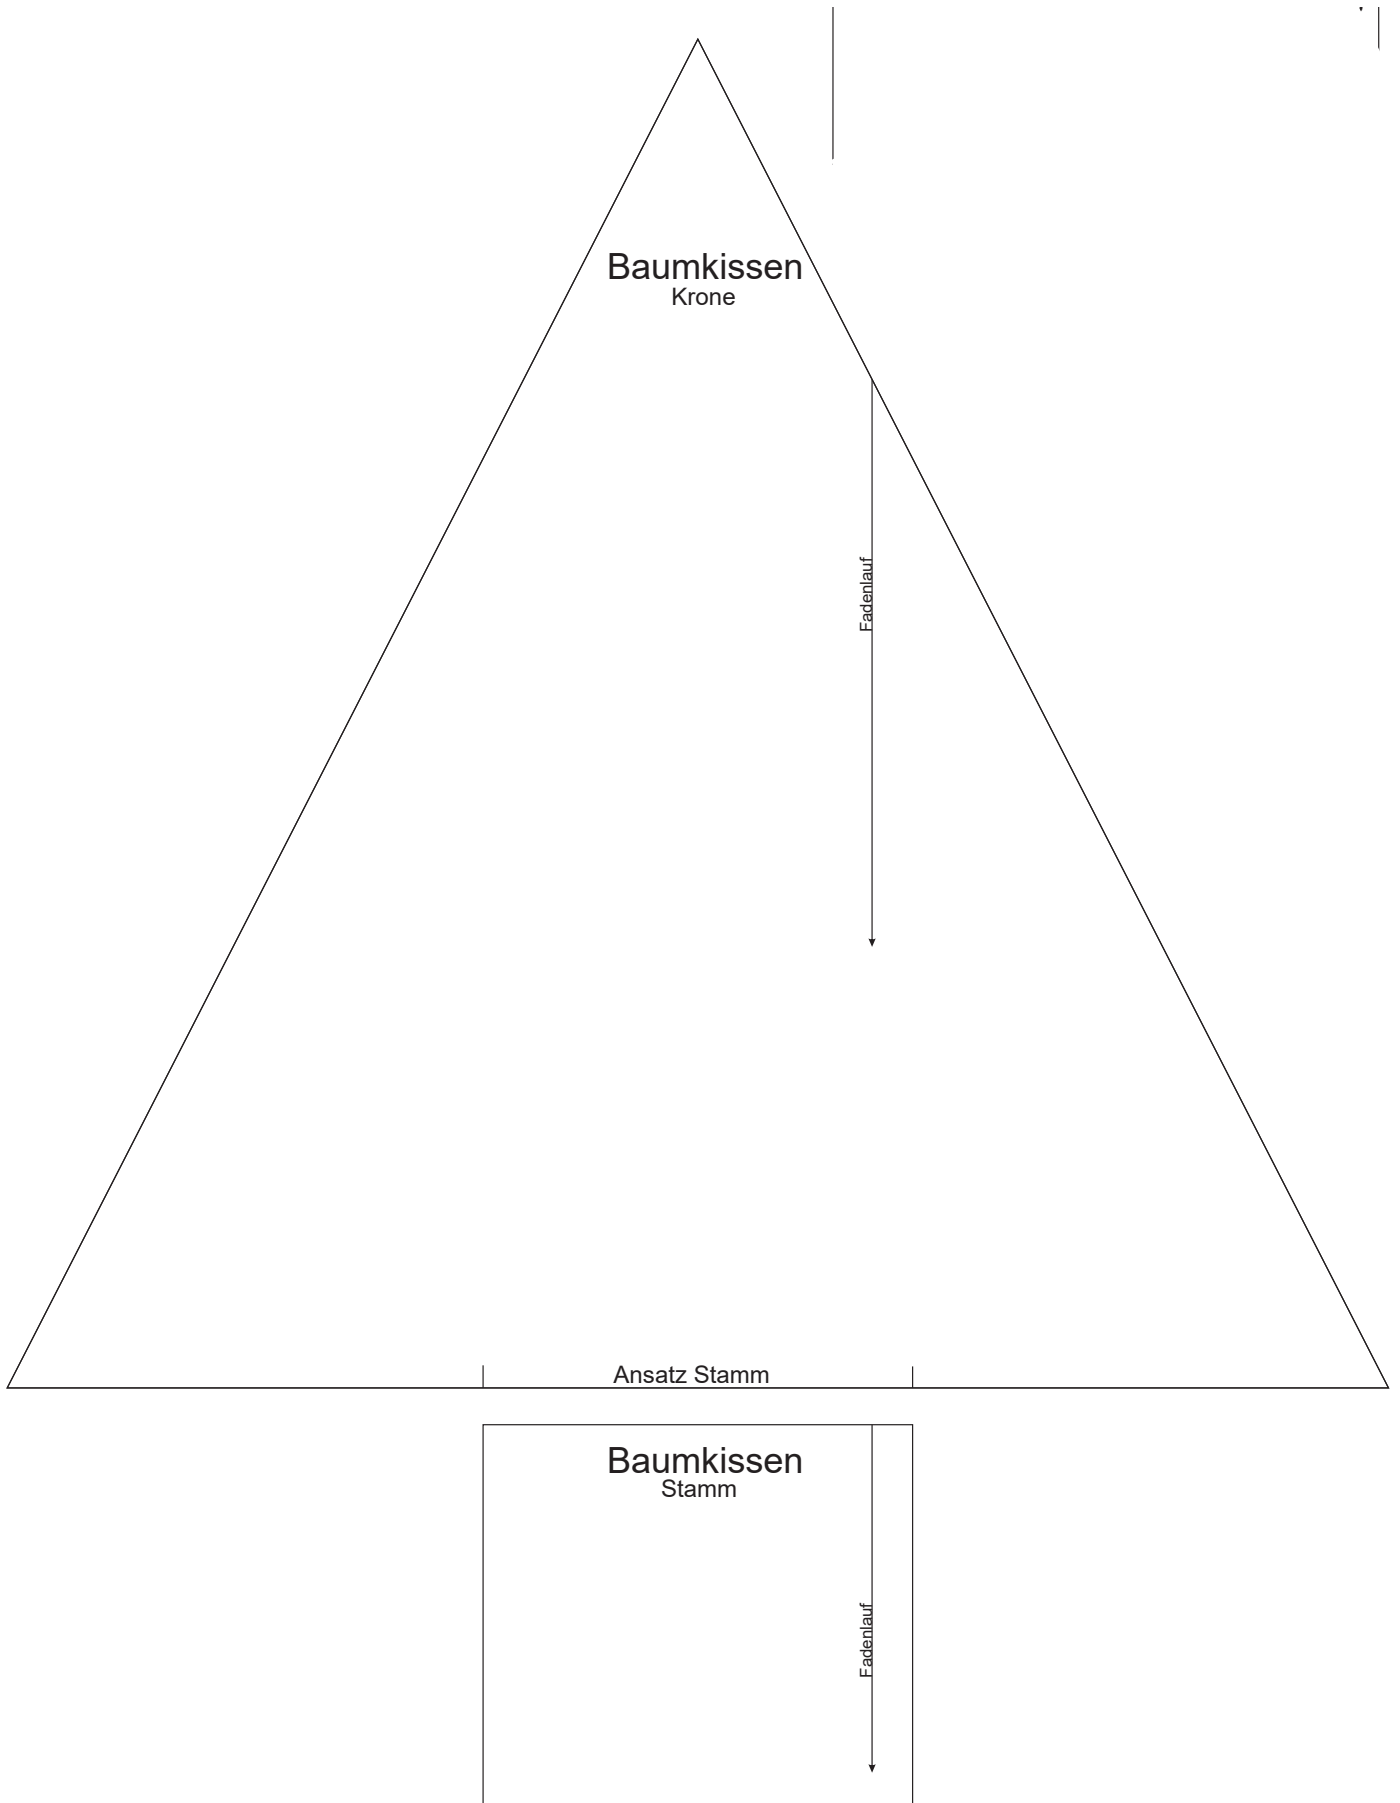 Baumkissen
Krone
Fadenlauf
Ansatz Stamm
Baumkissen
Stamm
Fadenlauf